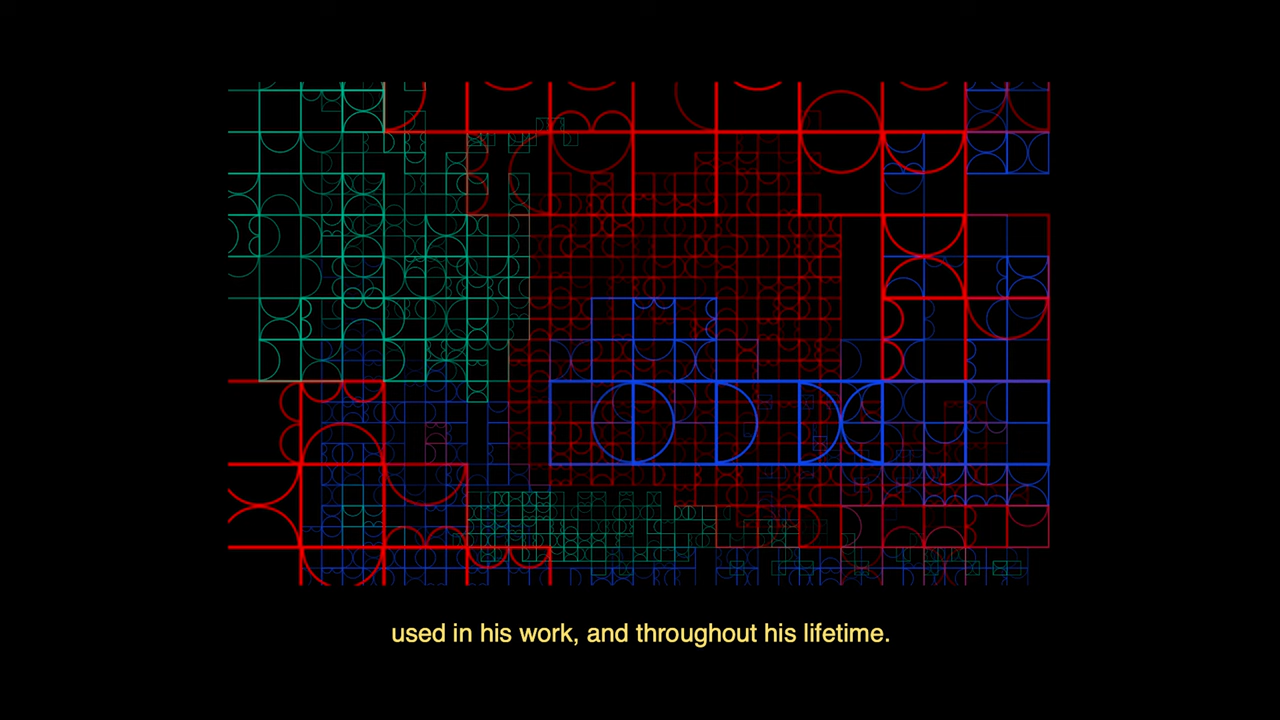 used in his work, and throughout his lifetime.